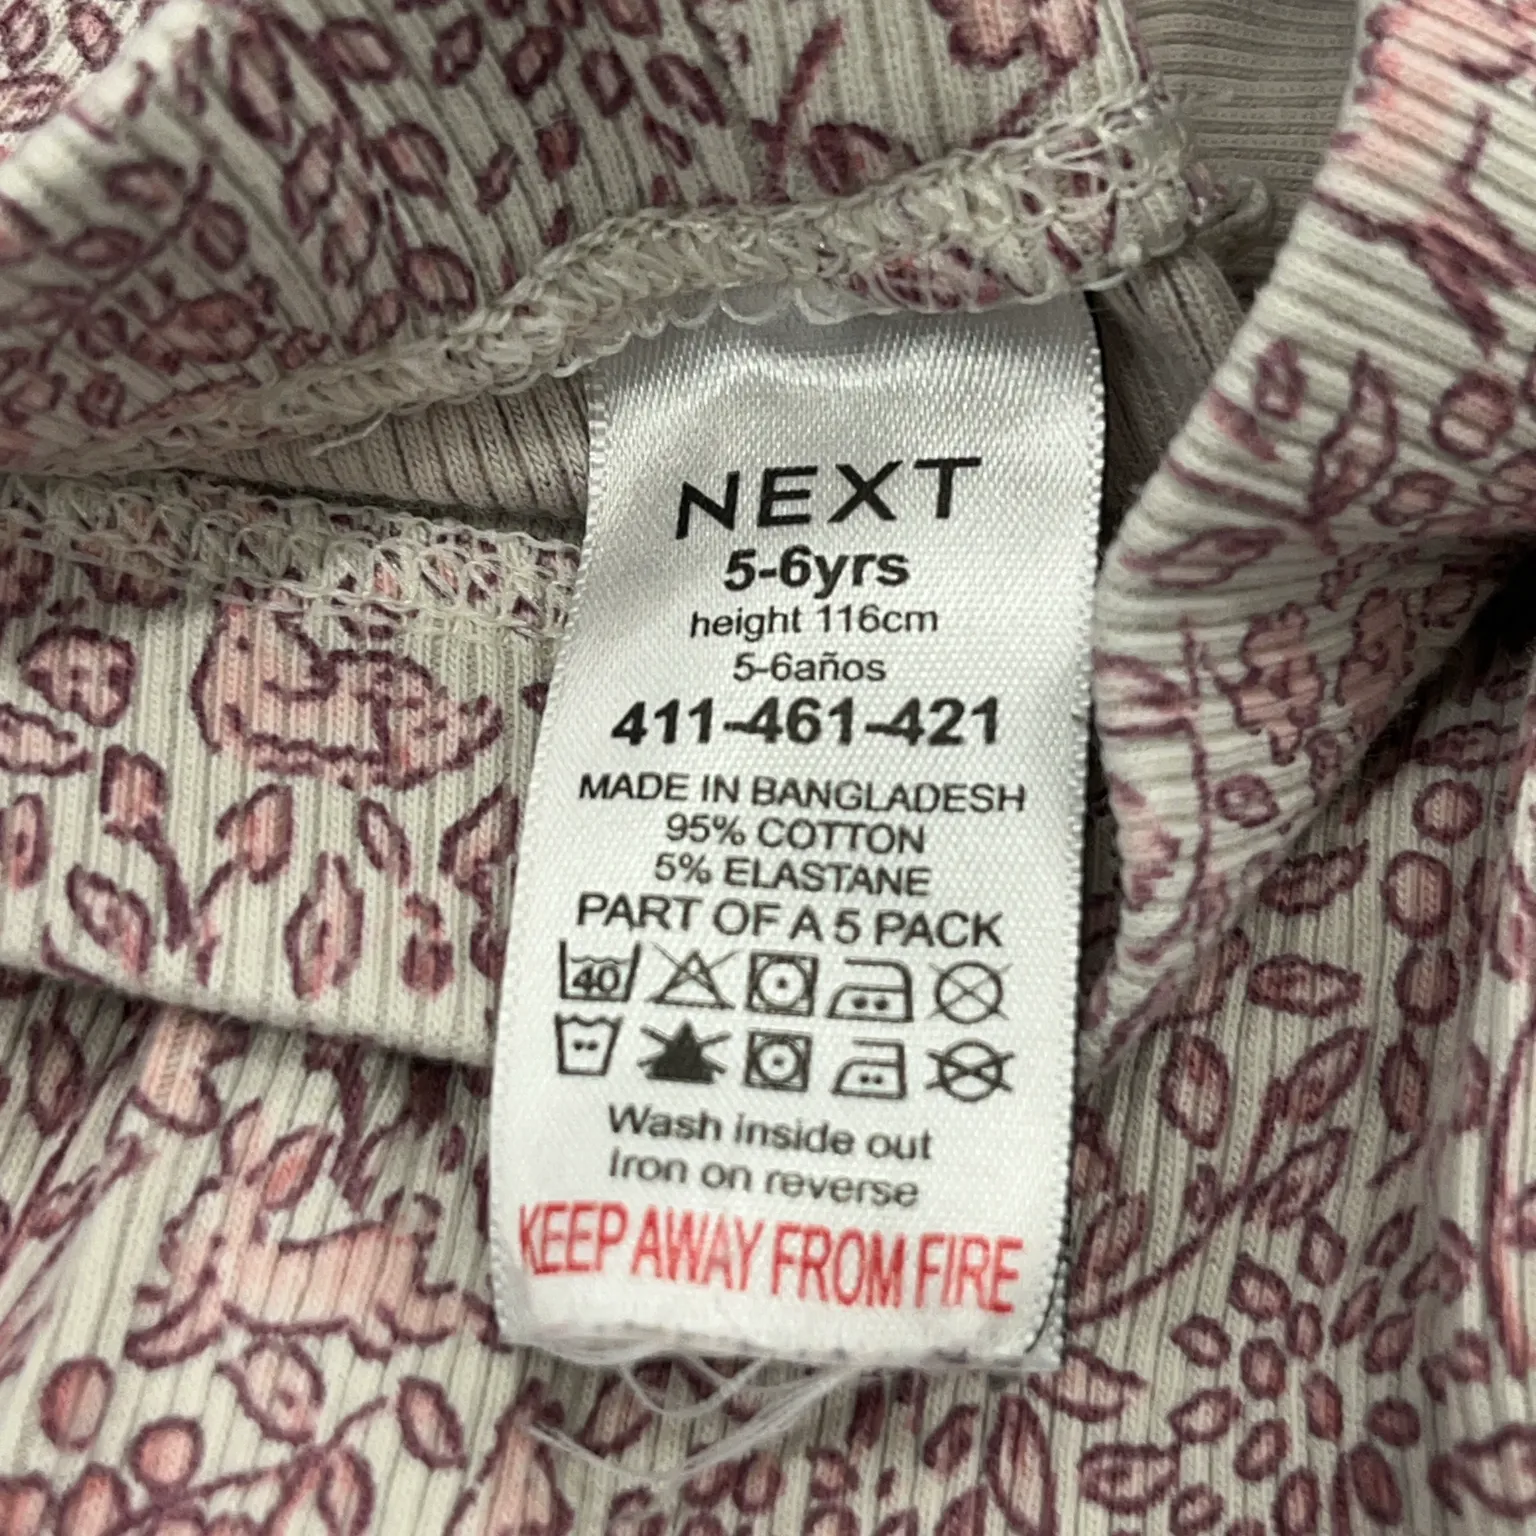 NEXT
5-6yrs
height 116cm
5-6años
411-461-421
MADE IN BANGLADESH
95% COTTON
5% ELASTANE
PART OF A 5 PACK
40
Wash inside out
Iron on reverse
KEEP AWAY FROM FIRE